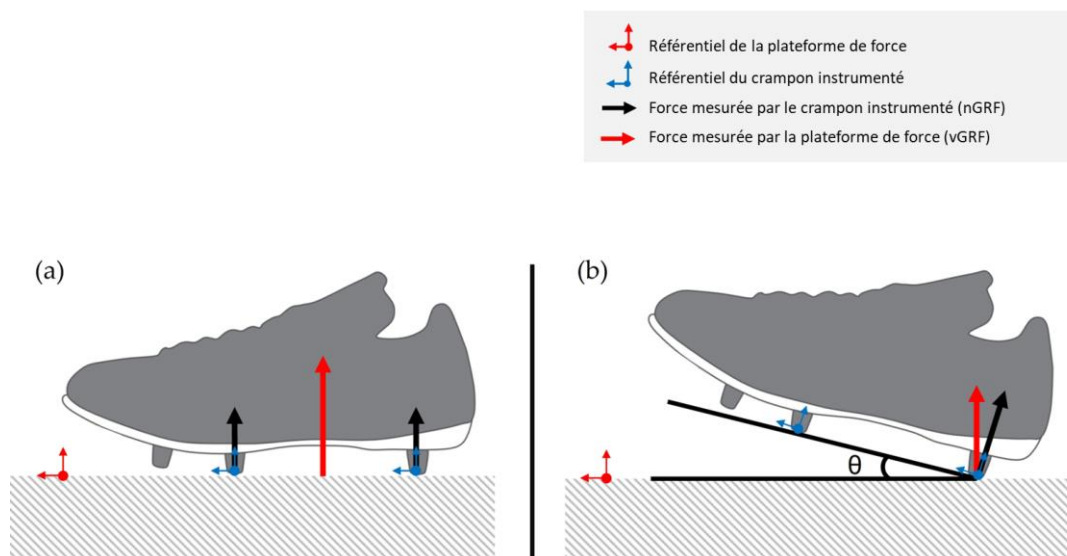 Référentiel de la plateforme de force
Référentiel du crampon instrumenté
Force mesurée par le crampon instrumenté (nGRF)
Force mesurée par la plateforme de force (vGRF)
(a)
(b)
θ